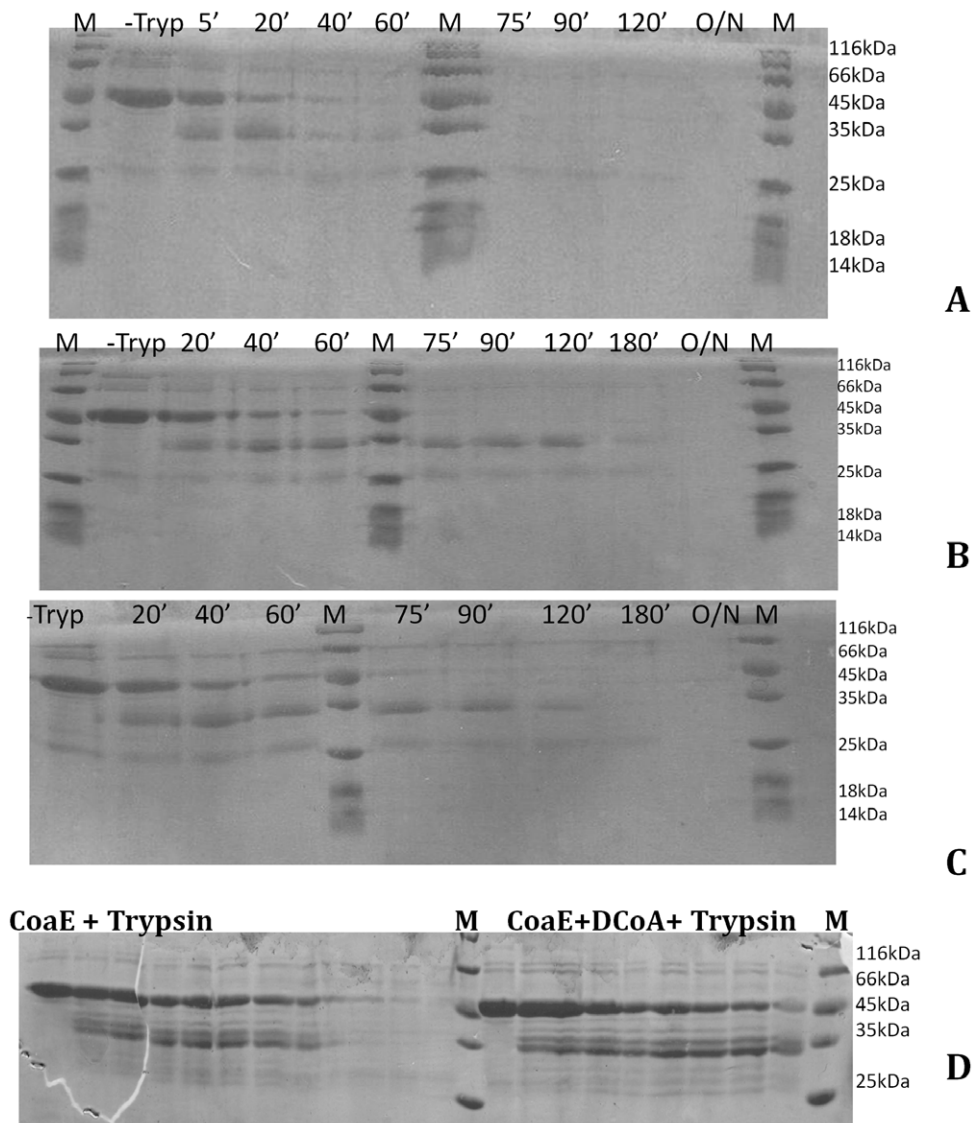 M -Tryp 5’ 20’ 40’ 60’ M 75’ 90’ 120’ O/N M
116kDa
66kDa
45kDa
35kDa
25kDa
18kDa
14kDa
A
M -Tryp 20’ 40’ 60’ M 75’ 90’ 120’ 180’ O/N M
116kDa
66kDa
45kDa
35kDa
25kDa
18kDa
14kDa
B
-Tryp 20’ 40’ 60’ M 75’ 90’ 120’ 180’ O/N M
116kDa
66kDa
45kDa
35kDa
25kDa
18kDa
14kDa
C
CoaE + Trypsin M CoaE+DCoA+ Trypsin M
116kDa
66kDa
45kDa
35kDa
25kDa
D